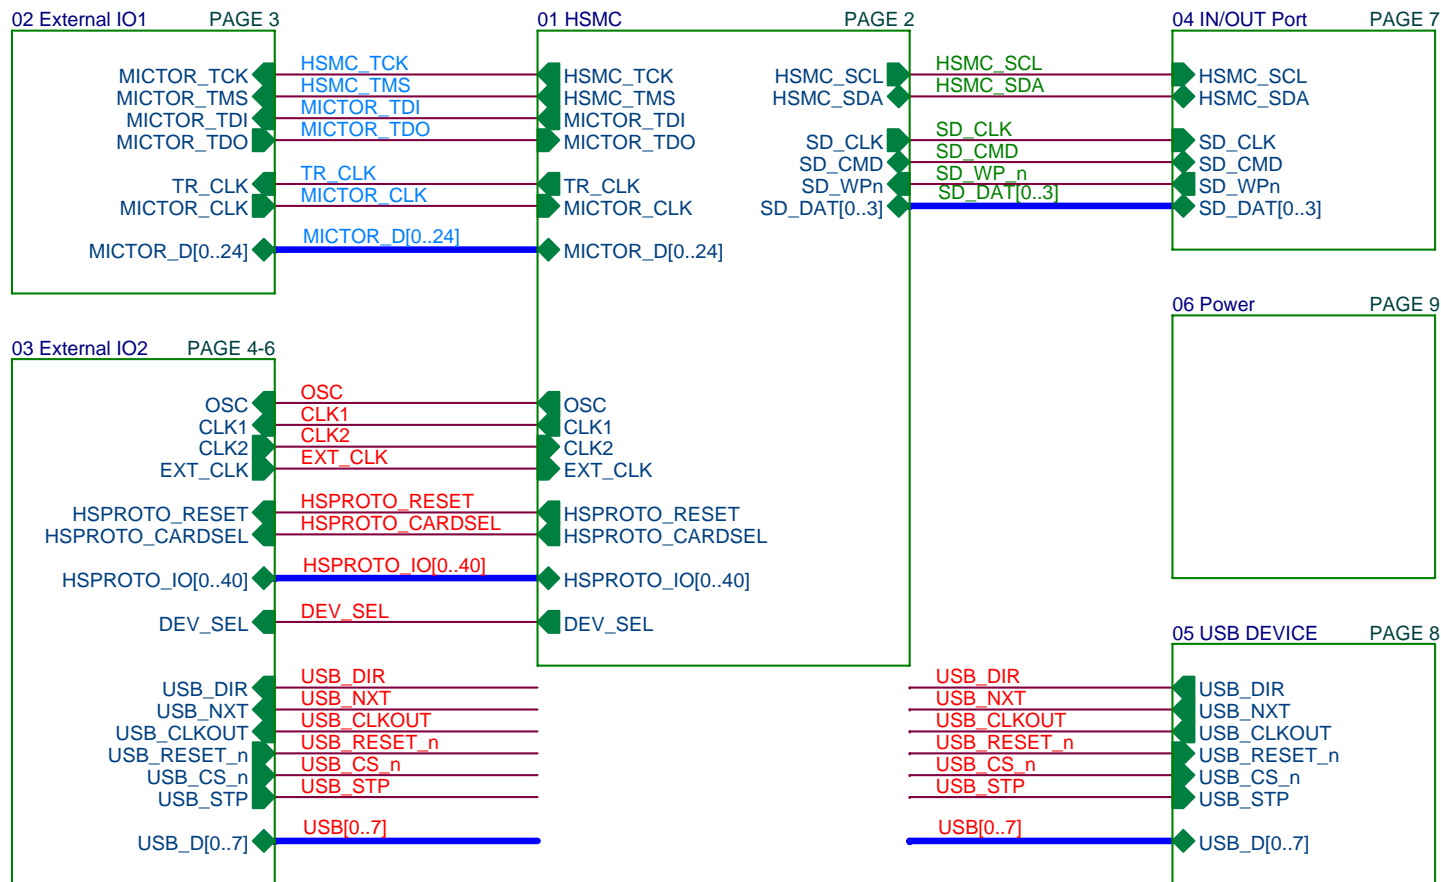 02 External IO1 PAGE 3
MICTOR_TCK
MICTOR_TMS
MICTOR_TDI
MICTOR_TDO
TR_CLK
MICTOR_CLK
MICTOR_D[0..24]
HSMC_TCK
HSMC_TMS
MICTOR_TDI
MICTOR_TDO
TR_CLK
MICTOR_CLK
MICTOR_D[0..24]
01 HSMC PAGE 2
HSMC_TCK
HSMC_TMS
MICTOR_TDI
MICTOR_TDO
TR_CLK
MICTOR_CLK
MICTOR_D[0..24]
HSMC_SCL
HSMC_SDA
SD_CLK
SD_CMD
SD_WPn
SD_DAT[0..3]
HSMC_SCL
HSMC_SDA
SD_CLK
SD_CMD
SD_WP_n
SD_DAT[0..3]
04 IN/OUT Port PAGE 7
HSMC_SCL
HSMC_SDA
SD_CLK
SD_CMD
SD_WPn
SD_DAT[0..3]
06 Power PAGE 9
03 External IO2 PAGE 4-6
OSC
CLK1
CLK2
EXT_CLK
HSPROTO_RESET
HSPROTO_CARDSEL
HSPROTO_IO[0..40]
DEV_SEL
USB_DIR
USB_NXT
USB_CLKOUT
USB_RESET_n
USB_CS_n
USB_STP
USB_D[0..7]
OSC
CLK1
CLK2
EXT_CLK
HSPROTO_RESET
HSPROTO_CARDSEL
HSPROTO_IO[0..40]
DEV_SEL
USB_DIR
USB_NXT
USB_CLKOUT
USB_RESET_n
USB_CS_n
USB_STP
USB[0..7]
OSC
CLK1
CLK2
EXT_CLK
HSPROTO_RESET
HSPROTO_CARDSEL
HSPROTO_IO[0..40]
DEV_SEL
USB_DIR
USB_NXT
USB_CLKOUT
USB_RESET_n
USB_CS_n
USB_STP
USB[0..7]
05 USB DEVICE PAGE 8
USB_DIR
USB_NXT
USB_CLKOUT
USB_RESET_n
USB_CS_n
USB_STP
USB_D[0..7]